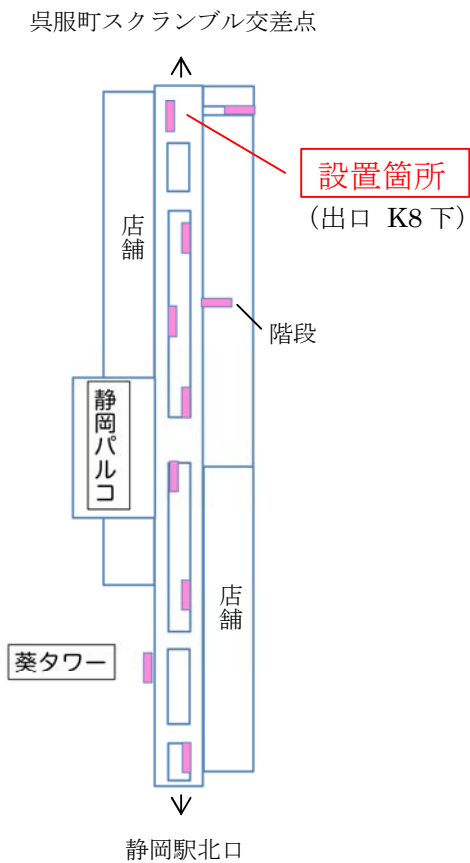 呉服町スクランブル交差点
設置箇所
（出口 K8 下）
店舗
階段
静岡パルコ
店舗
葵タワー
静岡駅北口